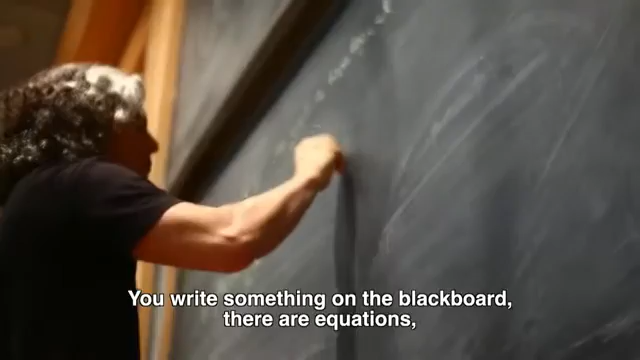 You write something on the blackboard,
there are equations,